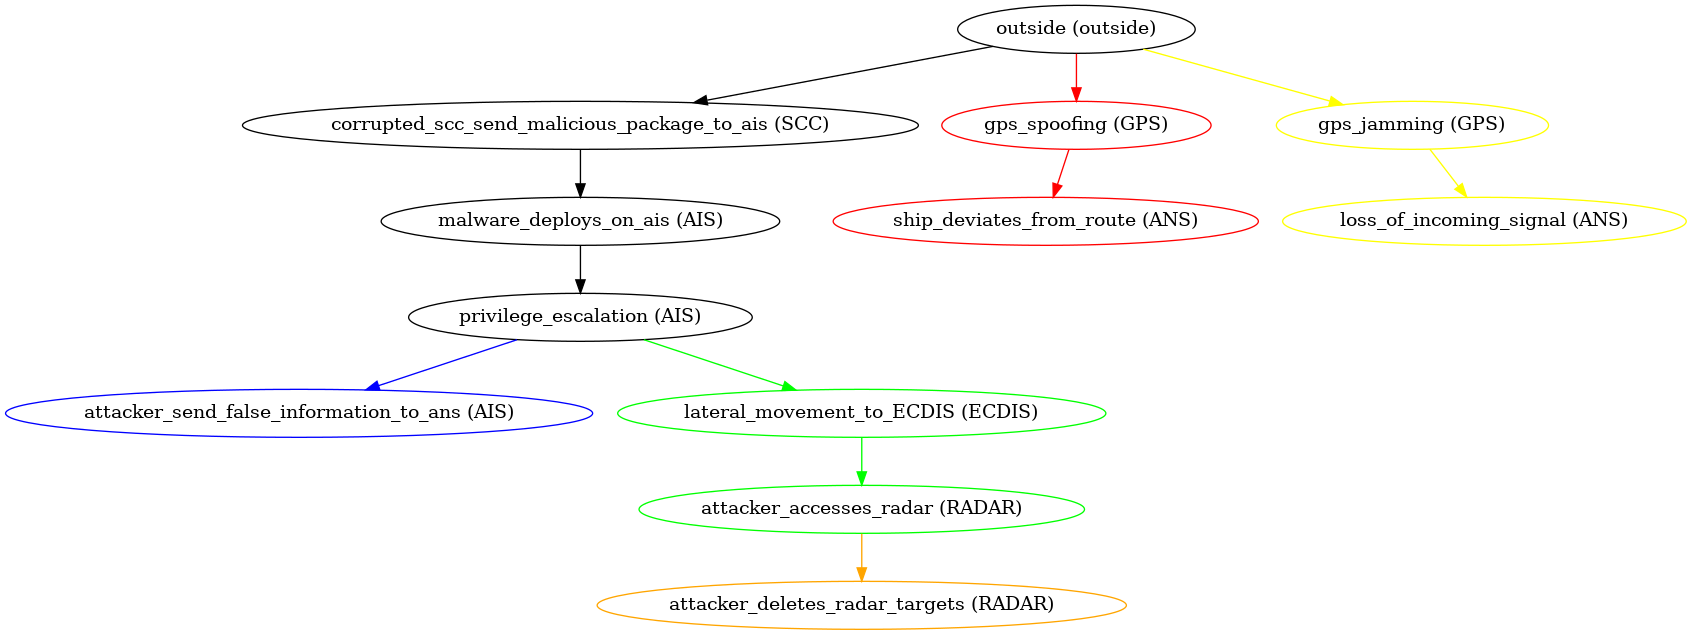 outside (outside)
corrupted_scc_send_malicious_package_to_ais (SCC)
gps_spoofing (GPS)
gps_jamming (GPS)
malware_deploys_on_ais (AIS)
ship_deviates_from_route (ANS)
loss_of_incoming_signal (ANS)
privilege_escalation (AIS)
attacker_send_false_information_to_ans (AIS)
lateral_movement_to_ECDIS (ECDIS)
attacker_accesses_radar (RADAR)
attacker_deletes_radar_targets (RADAR)